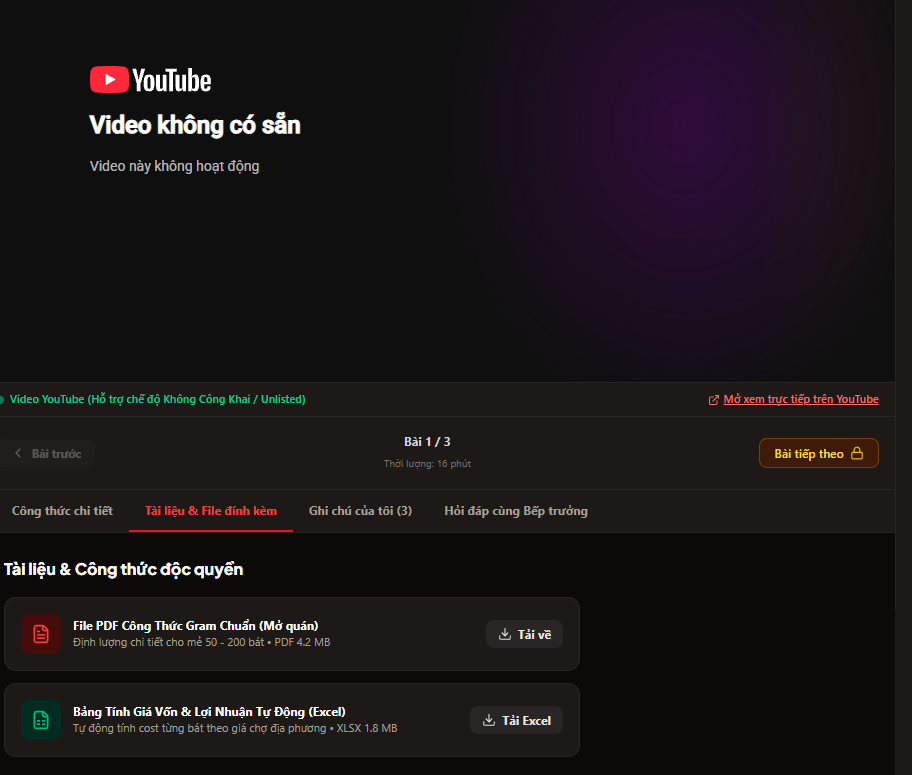 YouTube
Video không có sẵn
Video này không hoạt động
Video YouTube (Hỗ trợ chế độ Không Công Khai / Unlisted)
Mở xem trực tiếp trên YouTube
Bài trước
Bài 1 / 3
Thời lượng: 16 phút
Bài tiếp theo
Công thức chi tiết
Tài liệu & File đính kèm
Ghi chú của tôi (3)
Hỏi đáp cùng Bếp trưởng
Tài liệu & Công thức độc quyền
File PDF Công Thức Gram Chuẩn (Mở quán)
Định lượng chi tiết cho mẻ 50 - 200 bát • PDF 4.2 MB
Tải về
Bảng Tính Giá Vốn & Lợi Nhuận Tự Động (Excel)
Tự động tính cost từng bát theo giá chợ địa phương • XLSX 1.8 MB
Tải Excel